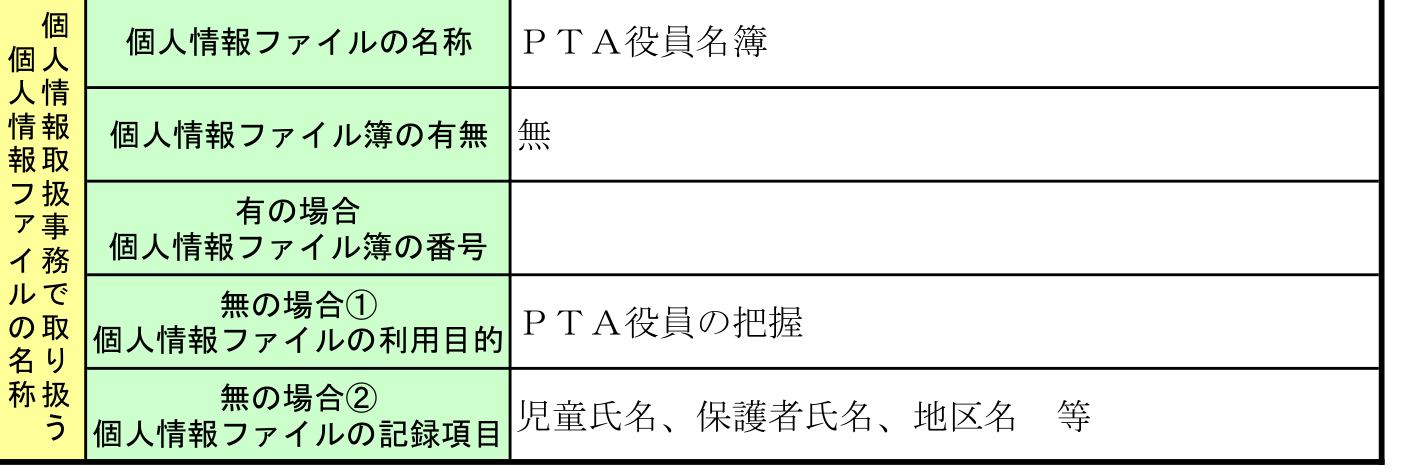 個人情報取扱事務で取り扱う
個人情報ファイルの名称
個人情報ファイルの名称
ＰＴＡ役員名簿
個人情報ファイル簿の有無
無
有の場合
個人情報ファイル簿の番号
無の場合①
個人情報ファイルの利用目的
ＰＴＡ役員の把握
無の場合②
個人情報ファイルの記録項目
児童氏名、保護者氏名、地区名　等